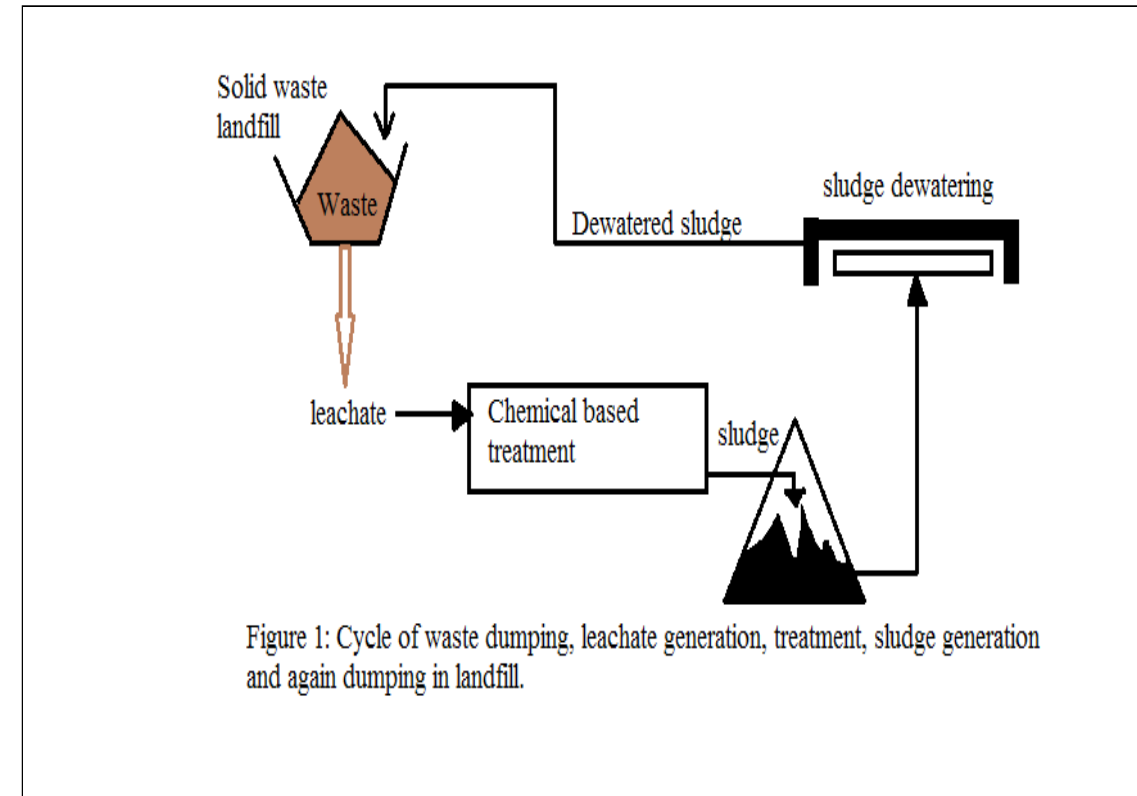 Solid waste
landfill
Waste
sludge dewatering
Dewatered sludge
leachate
Chemical based
treatment
sludge
Figure 1: Cycle of waste dumping, leachate generation, treatment, sludge generation
and again dumping in landfill.